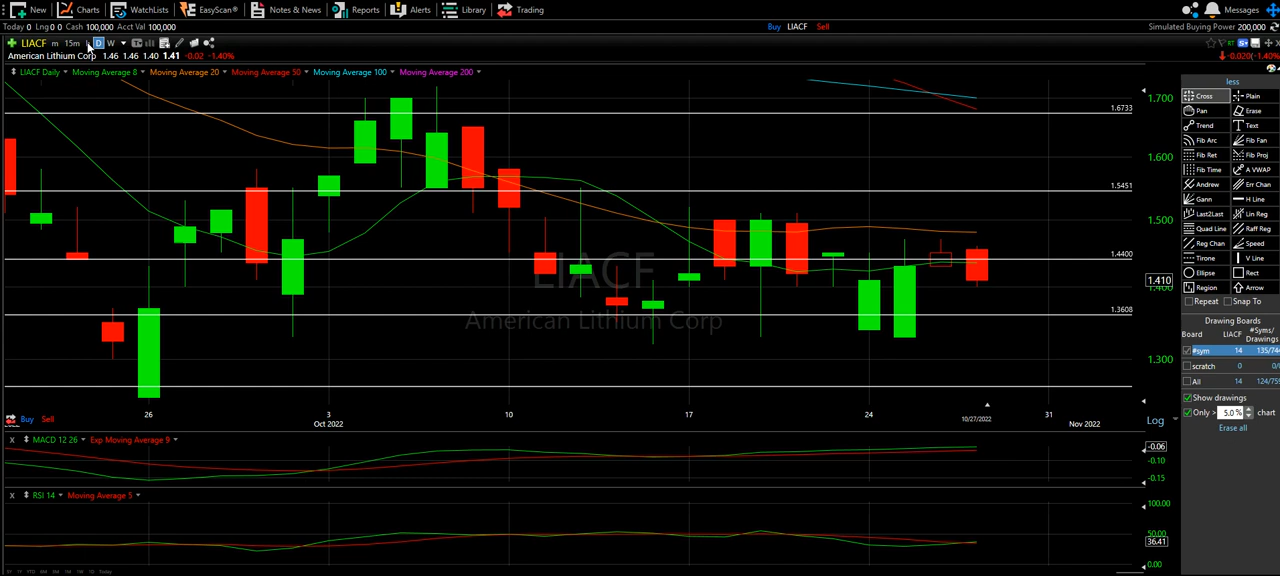 New Charts WatchLists EasyScan® Notes & News Reports Alerts Library Trading Messages
Today 0 Lng 0 0 Cash 100,000 Acct Val 100,000 Buy LIACF Sell Simulated Buying Power 200,000
LIACF m 15m D W
American Lithium Corp 1.46 1.46 1.40 1.41 -0.02 -1.40%
-0.020(-1.40%)
LIACF Daily Moving Average 8 Moving Average 20 Moving Average 50 Moving Average 100 Moving Average 200
less
Cross Plain
Pan Erase
Trend Text
Fib Arc Fib Fan
Fib Ret Fib Proj
Fib Time A VWAP
Andrew Err Chan
Gann H Line
Last2Last Lin Reg
Quad Line Raff Reg
Reg Chan Speed
Tirone V Line
Ellipse Rect
Region Arrow
Repeat Snap To
Drawing Boards
Board LIACF #Syms/ Drawings
#sym 14 135/74
scratch 0 0/
All 14 124/75
Show drawings
Only > 5.0 % chart
Erase all
1.700
1.6733
1.600
1.5451
1.500
1.4400
1.410
1.400
1.3608
1.300
LIACF
American Lithium Corp
26 3 10 17 24 31
Oct 2022 10/27/2022 Nov 2022
Buy Sell Log
X MACD 12 26 Exp Moving Average 9
-0.06
-0.10
-0.15
X RSI 14 Moving Average 5
100.00
50.00
36.41
0.00